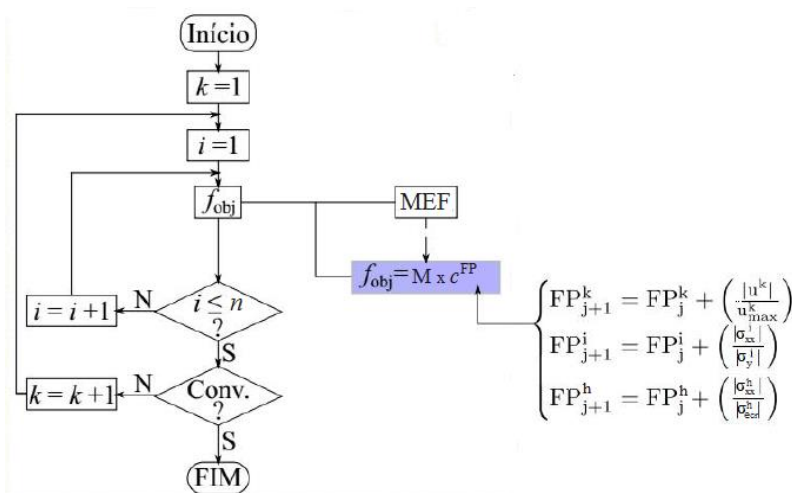 Início
k=1
i=1
f_obj
MEF
f_obj=M x c^FP
i ≤ n
?
N
i = i+1
S
Conv.
?
N
k= k+1
S
FIM
FP^k_{j+1} = FP^k_j + (|u^k| / u^k_max)
FP^i_{j+1} = FP^i_j + (|σ^i_xx| / |σ^i_y|)
FP^h_{j+1} = FP^h_j + (|σ^h_xx| / |σ^h_ecrl|)